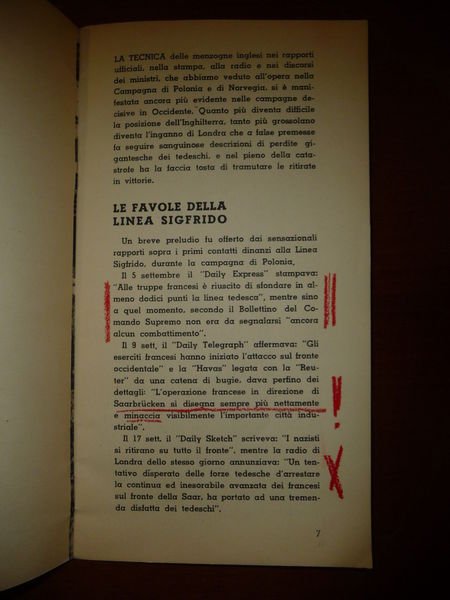 LA TECNICA delle menzogne inglesi nei rapporti
ufficiali, nella stampa, alla radio e nei discorsi
dei ministri, che abbiamo veduto all'opera nella
Campagna di Polonia e di Norvegia, si è mani-
festata ancora più evidente nelle campagne de-
cisive in Occidente. Quanto più diventa difficile
la posizione dell'Inghilterra, tanto più grossolano
diventa l'inganno di Londra che a false premesse
fa seguire sanguinose descrizioni di perdite gi-
gantesche dei tedeschi, e nel pieno della cata-
strofe ha la faccia tosta di tramutare le ritirate
in vittorie.
LE FAVOLE DELLA
LINEA SIGFRIDO
Un breve preludio fu offerto dai sensazionali
rapporti sopra i primi contatti dinanzi alla Linea
Sigfrido, durante la campagna di Polonia.
Il 5 settembre il "Daily Express" stampava:
"Alle truppe francesi è riuscito di sfondare in al-
meno dodici punti la linea tedesca", mentre sino
a quel momento, secondo il Bollettino del Co-
mando Supremo non era da segnalarsi "ancora
alcun combattimento".
Il 9 sett. il "Daily Telegraph" affermava: "Gli
eserciti francesi hanno iniziato l'attacco sul fronte
occidentale" e la "Havas" legata con la "Reu-
ter" da una catena di bugie, dava perfino dei
dettagli: "L'operazione francese in direzione di
Saarbrücken si disegna sempre più nettamente
e minaccia visibilmente l'importante città indu-
striale".
Il 17 sett. il "Daily Sketch" scriveva: "I nazisti
si ritirano su tutto il fronte", mentre la radio di
Londra dello stesso giorno annunziava: "Un ten-
tativo disperato delle forze tedesche d'arrestare
la continua ed inesorabile avanzata dei francesi
sul fronte della Saar, ha portato ad una tremen-
da disfatta dei tedeschi".
7